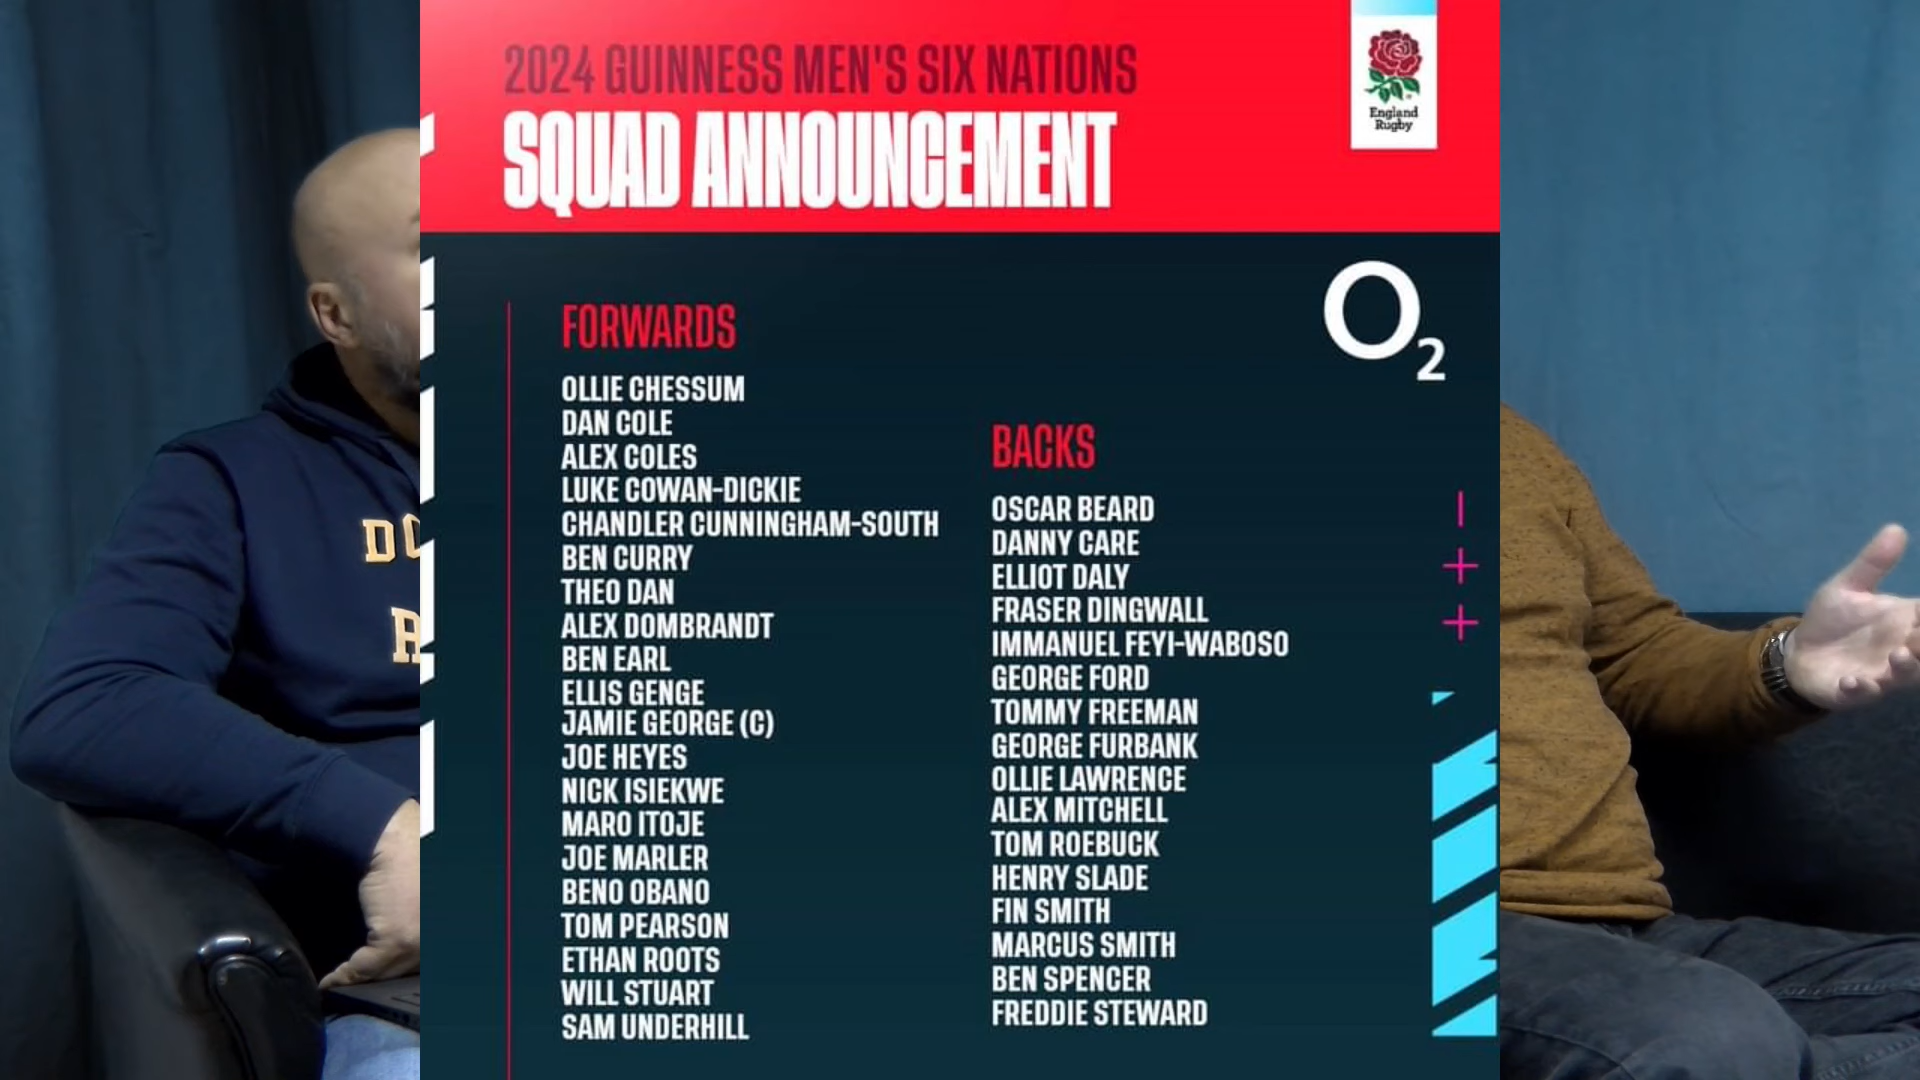 2024 GUINNESS MEN'S SIX NATIONS
SQUAD ANNOUNCEMENT
England
Rugby
O2
FORWARDS
OLLIE CHESSUM
DAN COLE
ALEX COLES
LUKE COWAN-DICKIE
CHANDLER CUNNINGHAM-SOUTH
BEN CURRY
THEO DAN
ALEX DOMBRANDT
BEN EARL
ELLIS GENGE
JAMIE GEORGE (C)
JOE HEYES
NICK ISIEKWE
MARO ITOJE
JOE MARLER
BENO OBANO
TOM PEARSON
ETHAN ROOTS
WILL STUART
SAM UNDERHILL
BACKS
OSCAR BEARD
DANNY CARE
ELLIOT DALY
FRASER DINGWALL
IMMANUEL FEYI-WABOSO
GEORGE FORD
TOMMY FREEMAN
GEORGE FURBANK
OLLIE LAWRENCE
ALEX MITCHELL
TOM ROEBUCK
HENRY SLADE
FIN SMITH
MARCUS SMITH
BEN SPENCER
FREDDIE STEWARD